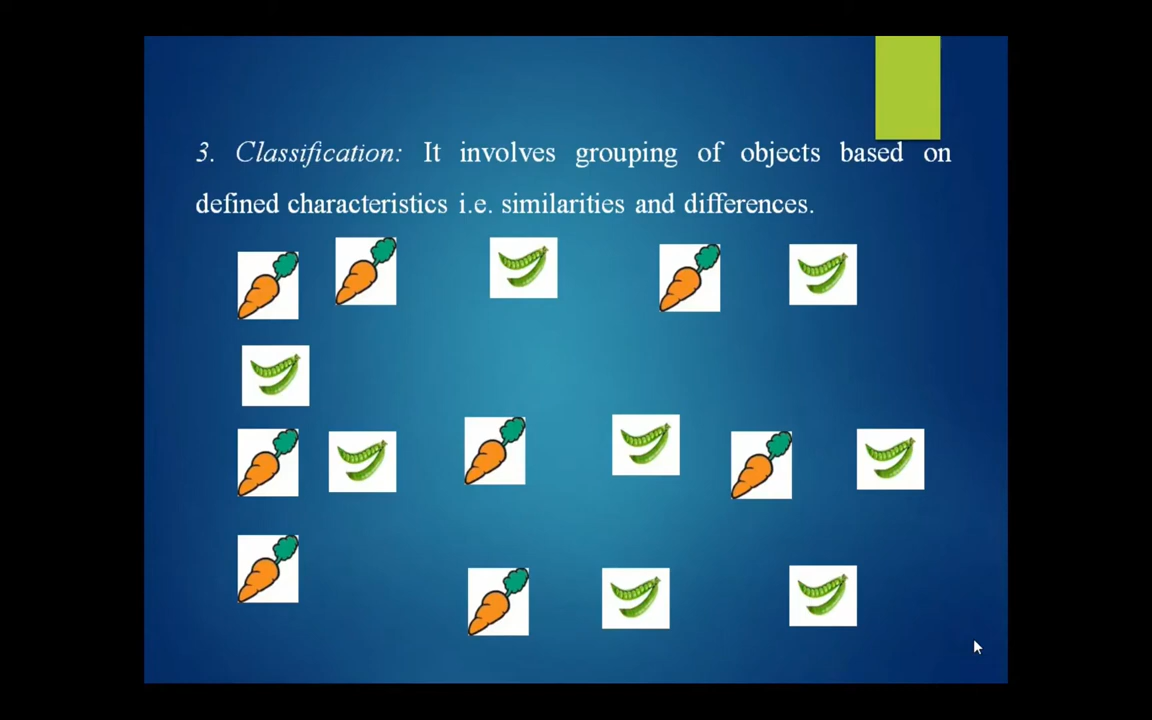 3. Classification: It involves grouping of objects based on
defined characteristics i.e. similarities and differences.